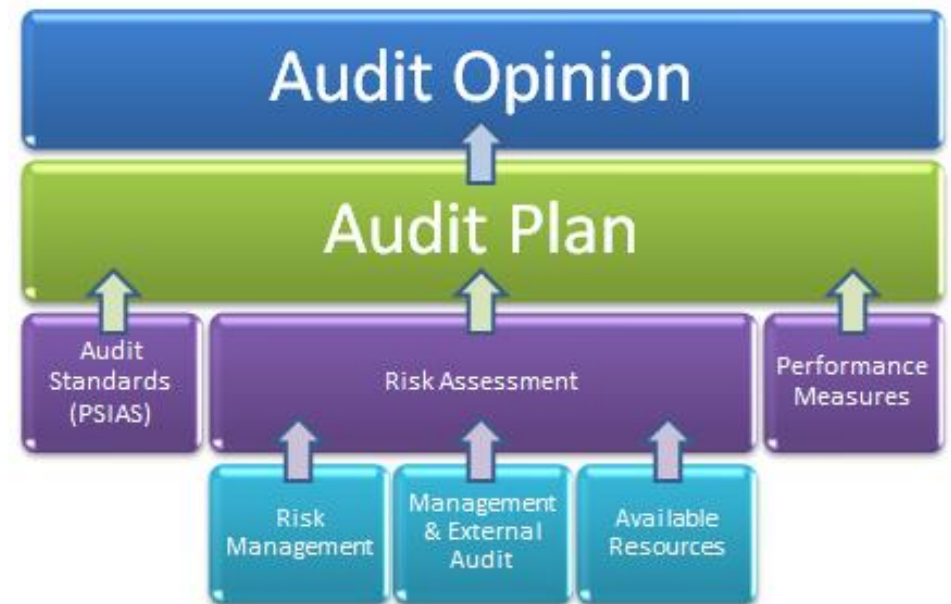 Audit Opinion
Audit Plan
Audit
Standards
(PSIAS)
Risk Assessment
Performance
Measures
Risk
Management
Management
& External
Audit
Available
Resources